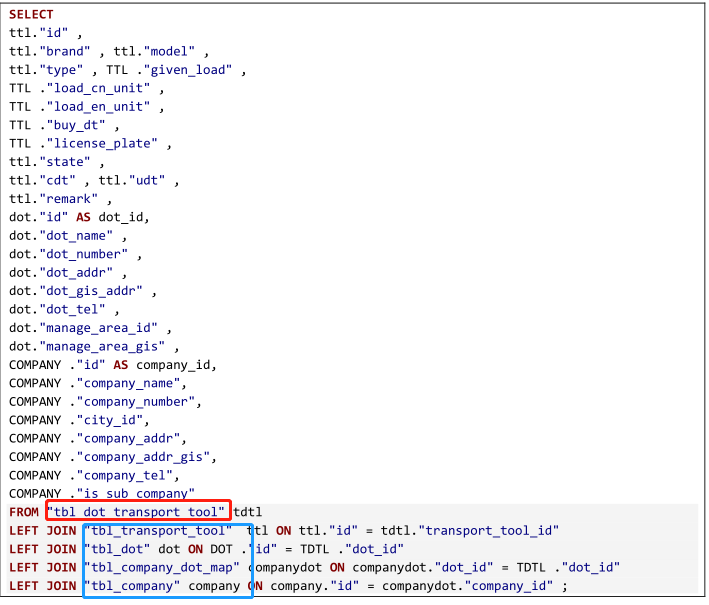 SELECT
ttl."id" ,
ttl."brand" , ttl."model" ,
ttl."type" , TTL ."given_load" ,
TTL ."load_cn_unit" ,
TTL ."load_en_unit" ,
TTL ."buy_dt" ,
TTL ."license_plate" ,
ttl."state" ,
ttl."cdt" , ttl."udt" ,
ttl."remark" ,
dot."id" AS dot_id,
dot."dot_name" ,
dot."dot_number" ,
dot."dot_addr" ,
dot."dot_gis_addr" ,
dot."dot_tel" ,
dot."manage_area_id" ,
dot."manage_area_gis" ,
COMPANY ."id" AS company_id,
COMPANY ."company_name",
COMPANY ."company_number",
COMPANY ."city_id",
COMPANY ."company_addr",
COMPANY ."company_addr_gis",
COMPANY ."company_tel",
COMPANY ."is_sub_company"
FROM "tbl_dot_transport_tool" tdtl
LEFT JOIN "tbl_transport_tool" ttl ON ttl."id" = tdtl."transport_tool_id"
LEFT JOIN "tbl_dot" dot ON DOT ."id" = TDTL ."dot_id"
LEFT JOIN "tbl_company_dot_map" companydot ON companydot."dot_id" = TDTL ."dot_id"
LEFT JOIN "tbl_company" company ON company."id" = companydot."company_id" ;